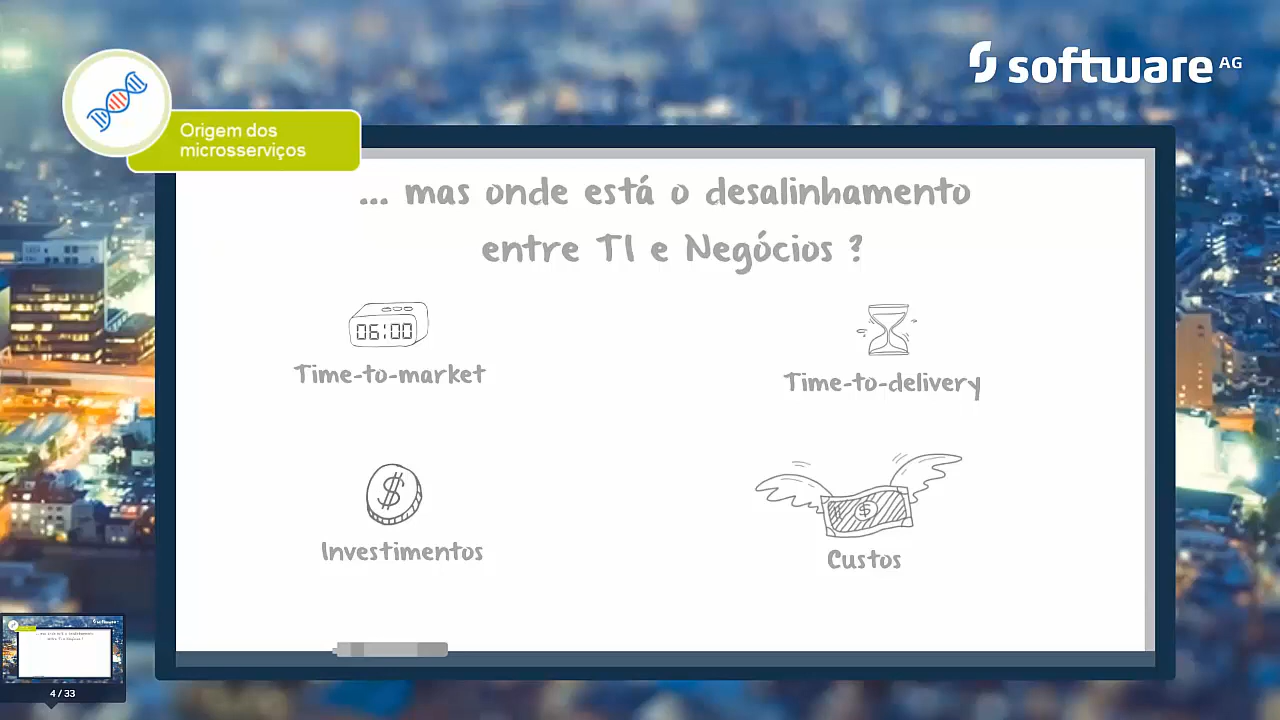 software AG
Origem dos
microsserviços
... mas onde está o desalinhamento
entre TI e Negócios ?
06:00
Time-to-market
Time-to-delivery
$
$
Investimentos
Custos
4 / 33